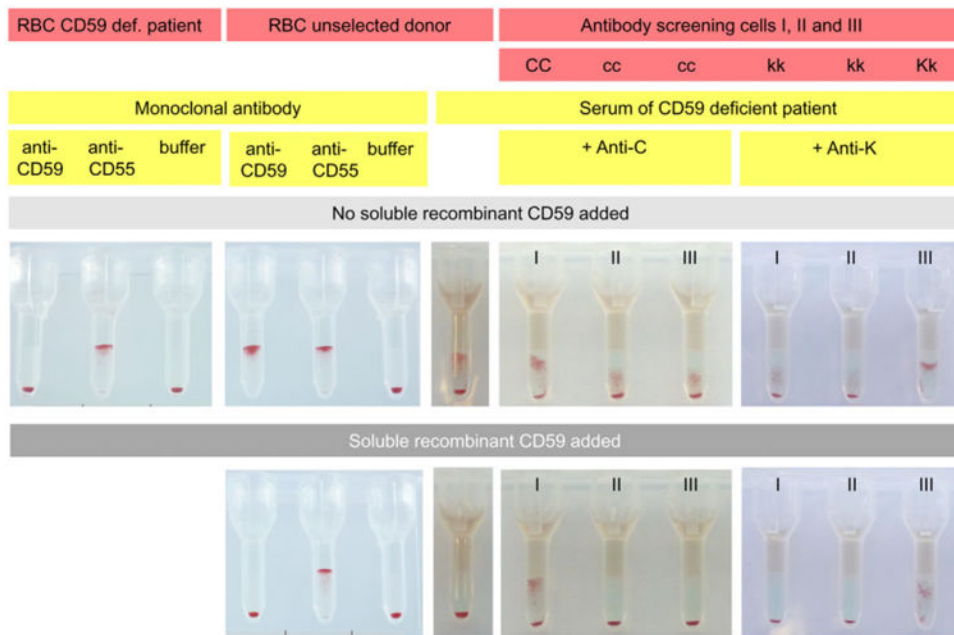 RBC CD59 def. patient RBC unselected donor Antibody screening cells I, II and III
CC cc cc kk kk Kk
Monoclonal antibody Serum of CD59 deficient patient
anti-CD59 anti-CD55 buffer anti-CD59 anti-CD55 buffer + Anti-C + Anti-K
No soluble recombinant CD59 added
I II III I II III
Soluble recombinant CD59 added
I II III I II III